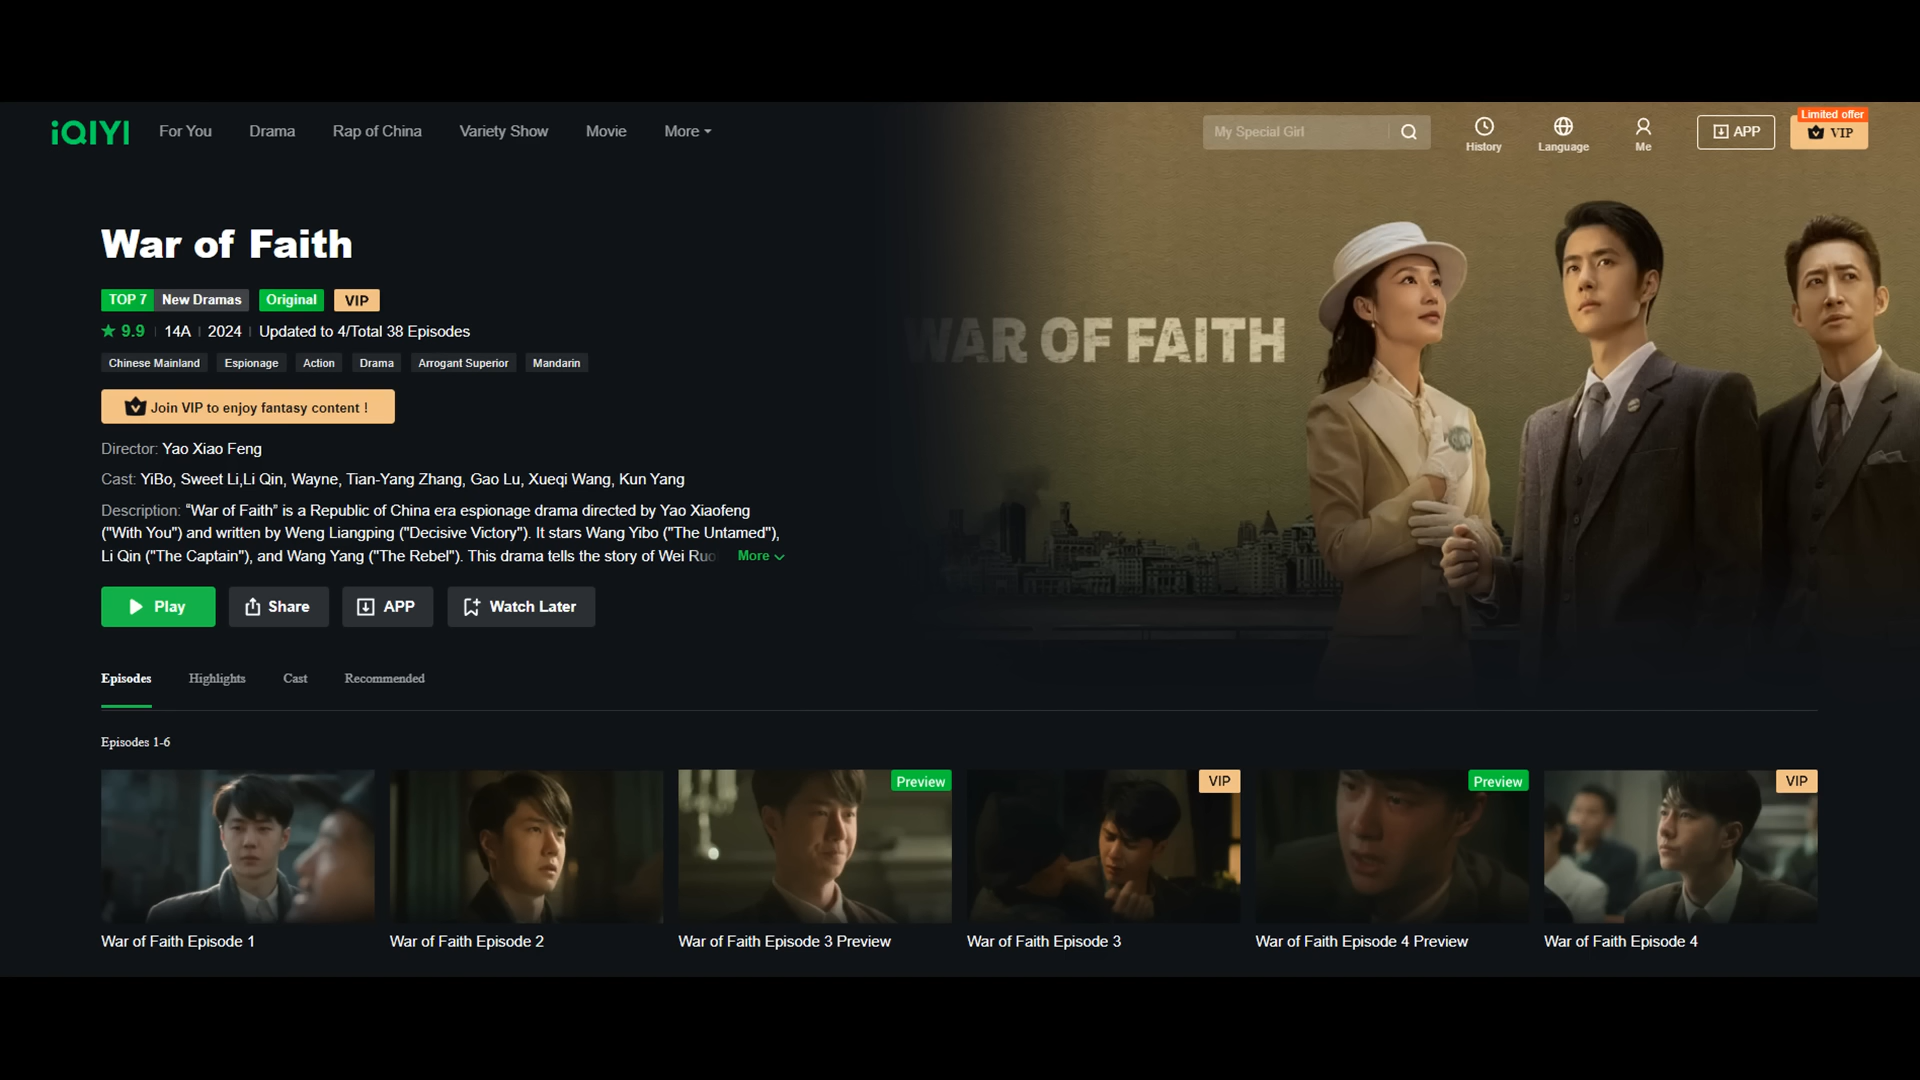 iQIYI For You Drama Rap of China Variety Show Movie More My Special Girl History Language Me APP Limited offer VIP
War of Faith
TOP 7 New Dramas Original VIP
9.9 14A 2024 Updated to 4/Total 38 Episodes
Chinese Mainland Espionage Action Drama Arrogant Superior Mandarin
WAR OF FAITH
Join VIP to enjoy fantasy content !
Director: Yao Xiao Feng
Cast: YiBo, Sweet Li,Li Qin, Wayne, Tian-Yang Zhang, Gao Lu, Xueqi Wang, Kun Yang
Description: “War of Faith” is a Republic of China era espionage drama directed by Yao Xiaofeng
("With You") and written by Weng Liangping ("Decisive Victory"). It stars Wang Yibo ("The Untamed"),
Li Qin ("The Captain"), and Wang Yang ("The Rebel"). This drama tells the story of Wei Ruo More
Play Share APP Watch Later
Episodes Highlights Cast Recommended
Episodes 1-6
Preview VIP Preview VIP
War of Faith Episode 1 War of Faith Episode 2 War of Faith Episode 3 Preview War of Faith Episode 3 War of Faith Episode 4 Preview War of Faith Episode 4